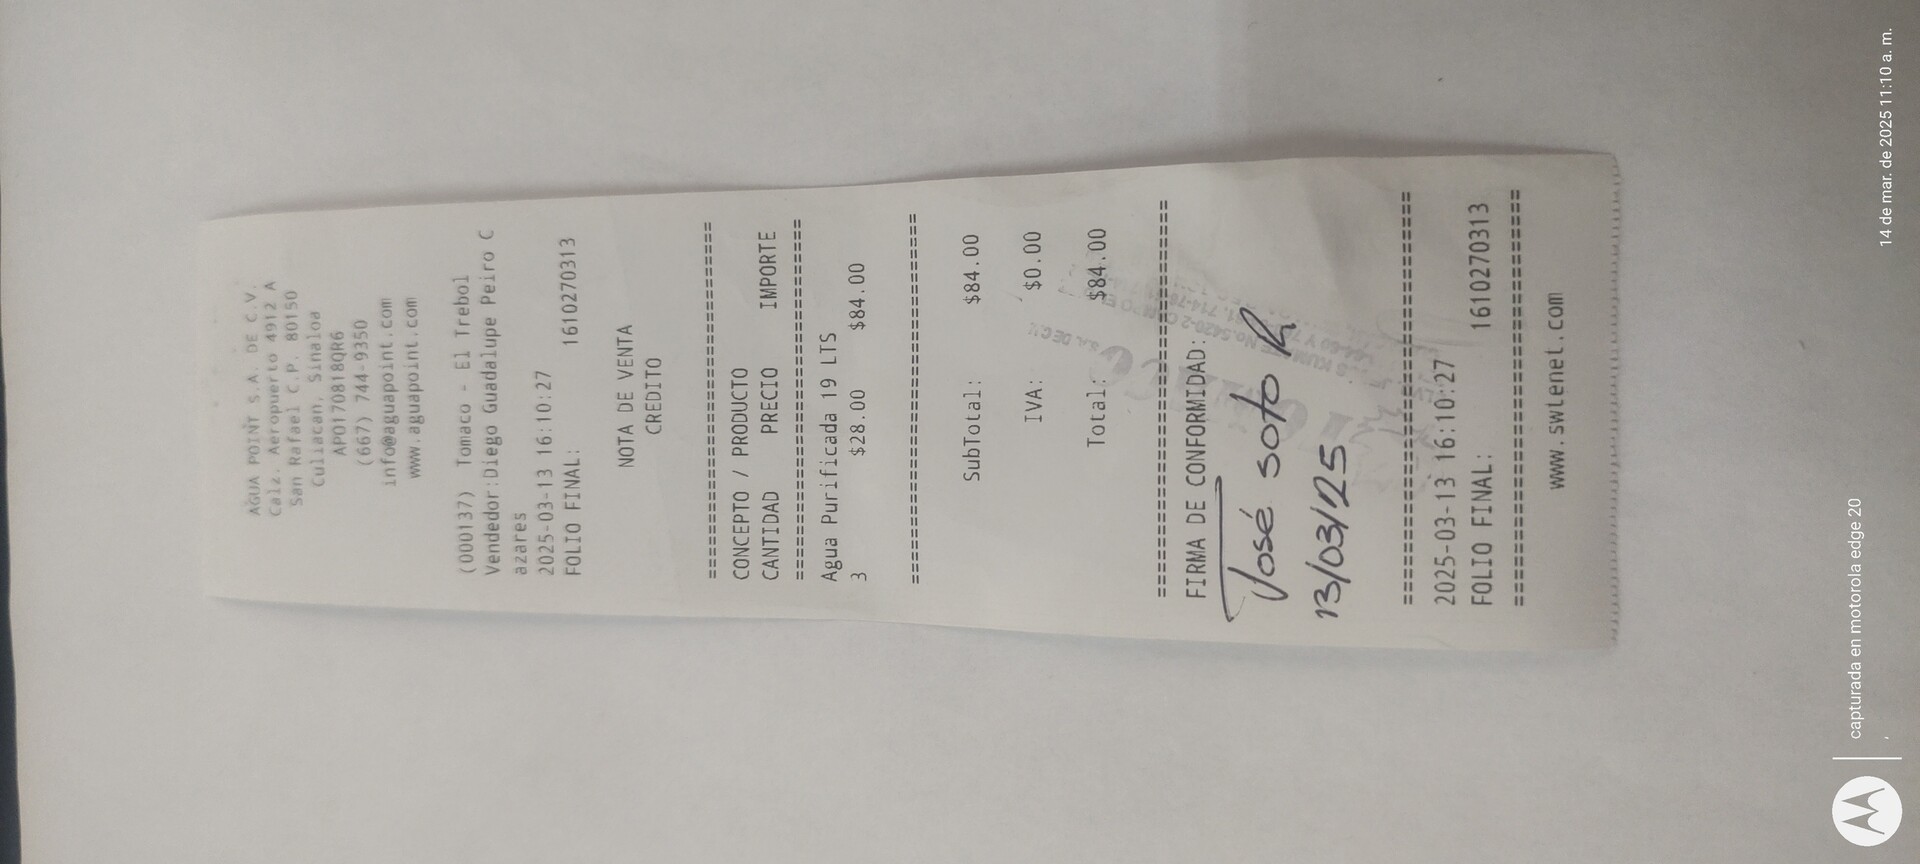 AGUA POINT S.A. DE C.V.
Calz. Aeropuerto 4912 A
San Rafael C.P. 80150
Culiacan, Sinaloa
APO170818QR6
(667) 744-9350
info@aguapoint.com
www.aguapoint.com
(000137) Tomaco - El Trebol
Vendedor:Diego Guadalupe Peiro C
azares
2025-03-13 16:10:27
FOLIO FINAL: 1610270313
NOTA DE VENTA
CREDITO
================================
CONCEPTO / PRODUCTO
CANTIDAD PRECIO IMPORTE
================================
Agua Purificada 19 LTS
3 $28.00 $84.00
================================
SubTotal: $84.00
IVA: $0.00
Total: $84.00
================================
FIRMA DE CONFORMIDAD:
José Soto R
13/03/25
================================
2025-03-13 16:10:27
FOLIO FINAL: 1610270313
================================
www.swtenet.com
capturada en motorola edge 20
14 de mar. de 2025 11:10 a. m.